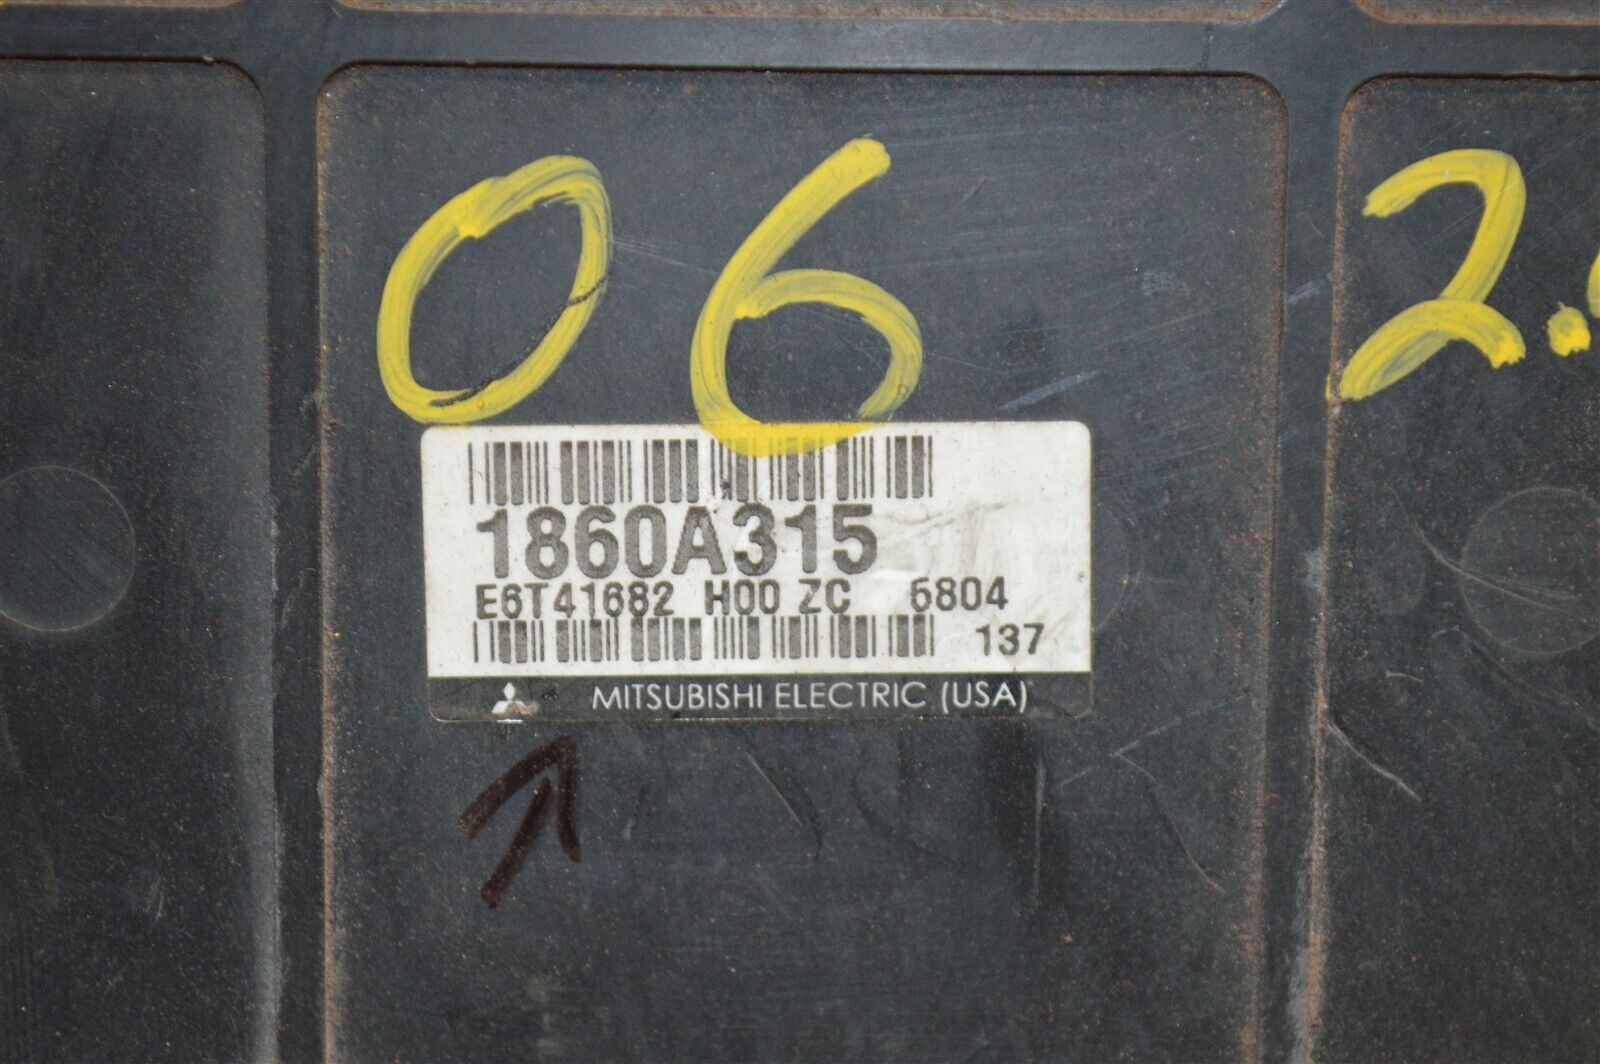 06 2.
1860A315
E6T41682 H00 ZC 6804
137
MITSUBISHI ELECTRIC (USA)